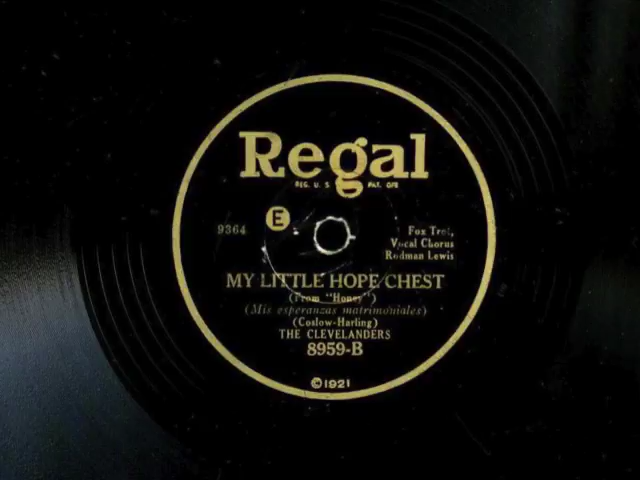 Regal
REG. U. S. PAT. OFF.
E
9364
Fox Trot,
Vocal Chorus
Rodman Lewis
MY LITTLE HOPE CHEST
(From "Honey")
(Mis esperanzas matrimoniales)
(Coslow-Harling)
THE CLEVELANDERS
8959-B
©1921